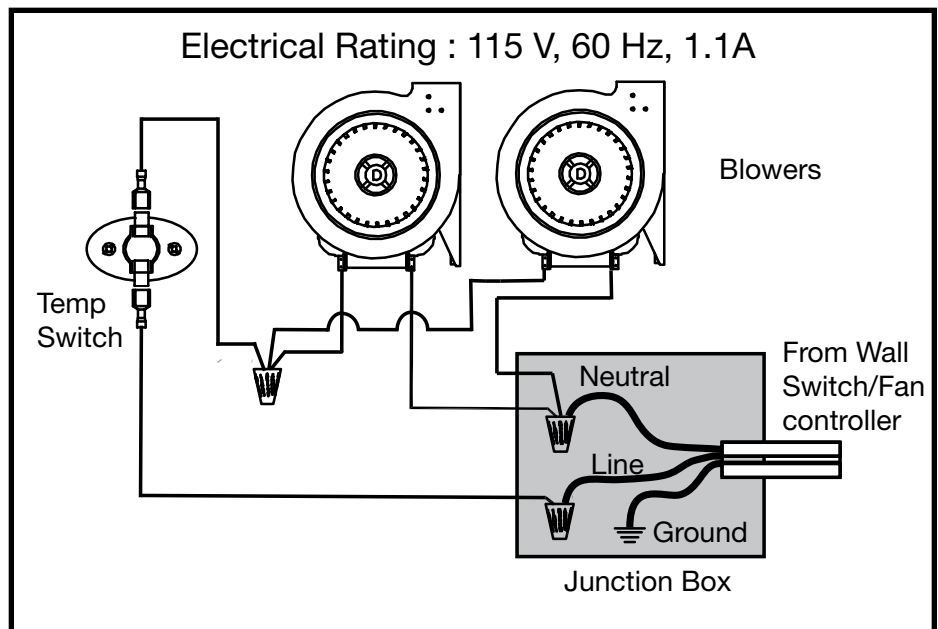 Electrical Rating : 115 V, 60 Hz, 1.1A
D
D
Blowers
Temp
Switch
From Wall
Switch/Fan
controller
Neutral
Line
Ground
Junction Box